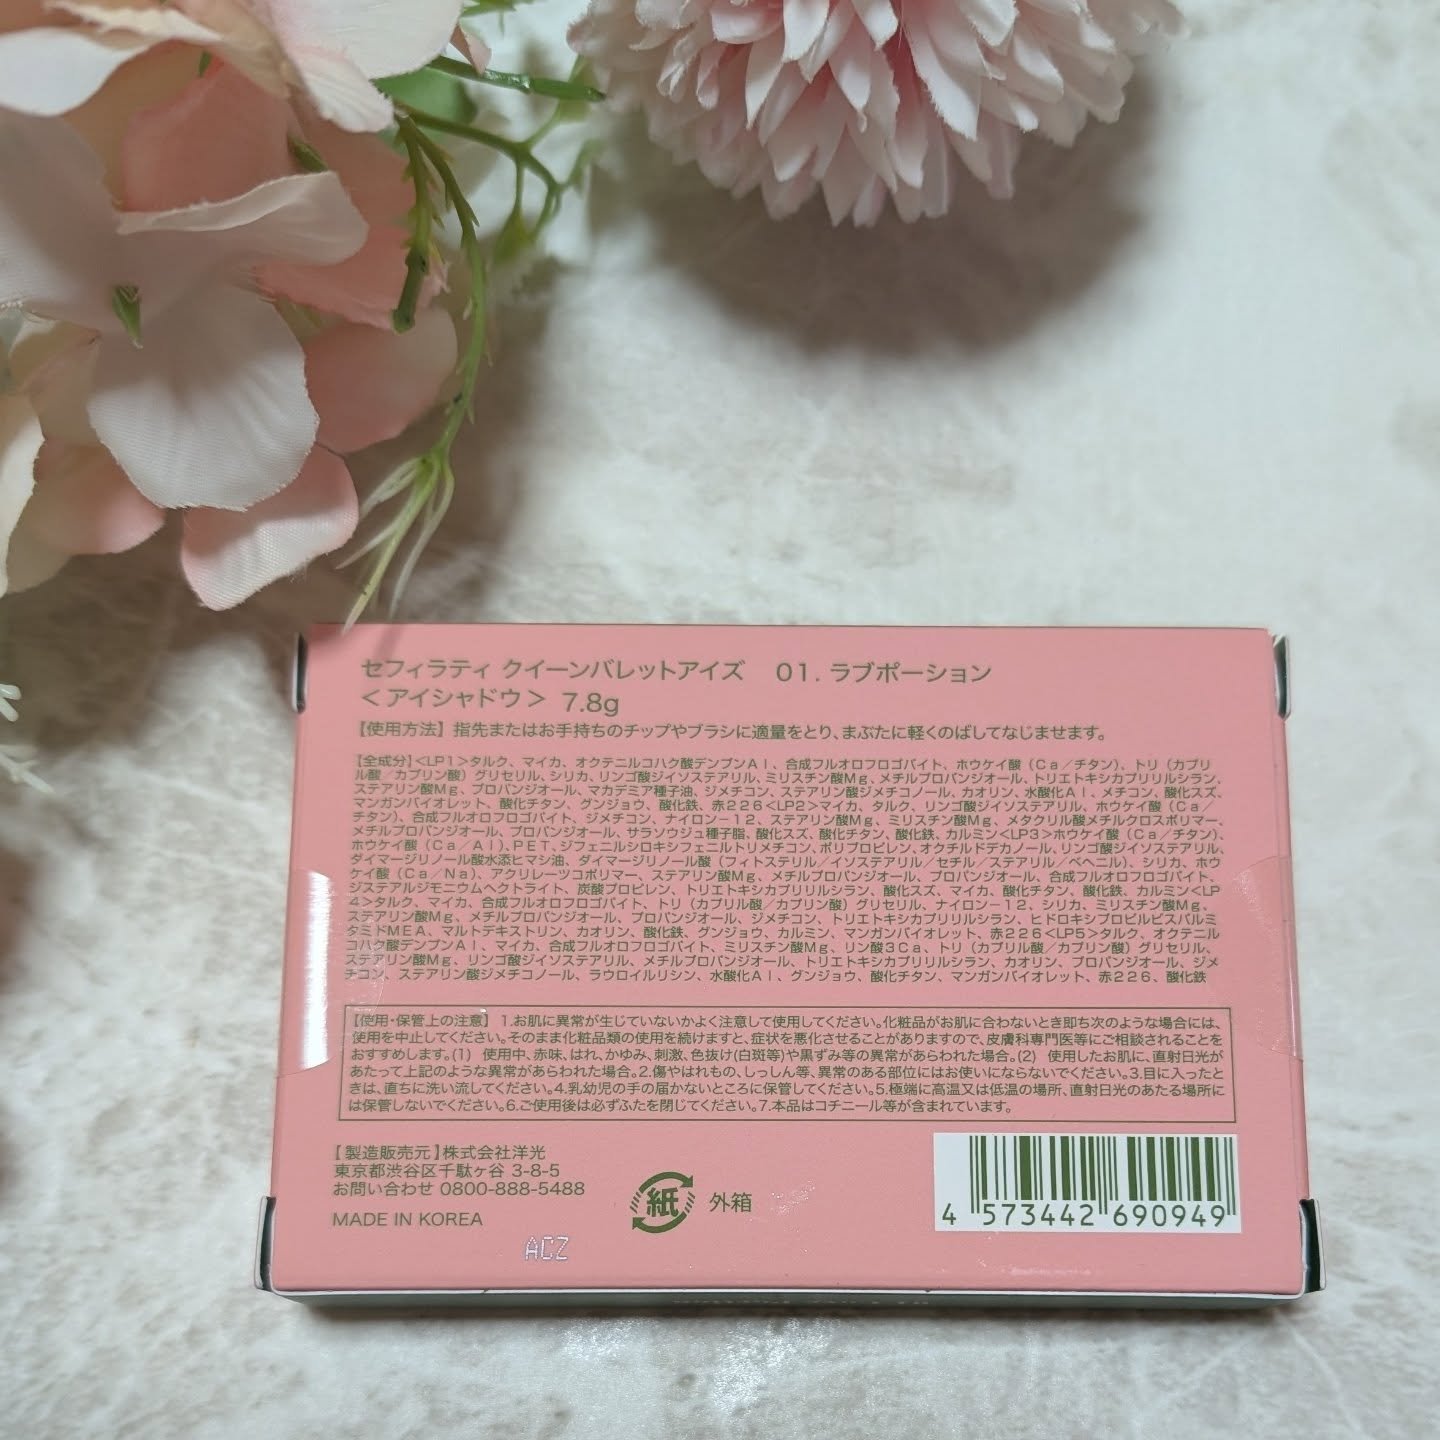 セフィラティ クイーンバレットアイズ　01. ラブポーション
＜アイシャドウ＞ 7.8g
【使用方法】指先またはお手持ちのチップやブラシに適量をとり、まぶたに軽くのばしてなじませます。
【全成分】<LP1>タルク、マイカ、オクテニルコハク酸デンプンＡｌ、合成フルオロフロゴパイト、ホウケイ酸（Ｃａ／チタン）、トリ（カプリ
ル酸／カプリン酸）グリセリル、シリカ、リンゴ酸ジイソステアリル、ミリスチン酸Ｍｇ、メチルプロパンジオール、トリエトキシカプリリルシラン、
ステアリン酸Ｍｇ、プロパンジオール、マカデミア種子油、ジメチコン、ステアリン酸ジメチコノール、カオリン、水酸化Ａｌ、メチコン、酸化スズ、
マンガンバイオレット、酸化チタン、グンジョウ、酸化鉄、赤２２６<LP2>マイカ、タルク、リンゴ酸ジイソステアリル、ホウケイ酸（Ｃａ／
チタン）、合成フルオロフロゴパイト、ジメチコン、ナイロン－１２、ステアリン酸Ｍｇ、ミリスチン酸Ｍｇ、メタクリル酸メチルクロスポリマー、
メチルプロパンジオール、プロパンジオール、サラソウジュ種子脂、酸化スズ、酸化チタン、酸化鉄、カルミン<LP3>ホウケイ酸（Ｃａ／チタン）、
ホウケイ酸（Ｃａ／Ａｌ）、ＰＥＴ、ジフェニルシロキシフェニルトリメチコン、ポリプロピレン、オクチルドデカノール、リンゴ酸ジイソステアリル、
ダイマージリノール酸水添ヒマシ油、ダイマージリノール酸（フィトステリル／イソステアリル／セチル／ステアリル／ベヘニル）、シリカ、ホウ
ケイ酸（Ｃａ／Ｎａ）、アクリレーツコポリマー、ステアリン酸Ｍｇ、メチルプロパンジオール、プロパンジオール、合成フルオロフロゴパイト、
ジステアルジモニウムヘクトライト、炭酸プロピレン、トリエトキシカプリリルシラン、酸化スズ、マイカ、酸化チタン、酸化鉄、カルミン<LP
4>タルク、マイカ、合成フルオロフロゴパイト、トリ（カプリル酸／カプリン酸）グリセリル、ナイロン－１２、シリカ、ミリスチン酸Ｍｇ、
ステアリン酸Ｍｇ、メチルプロパンジオール、プロパンジオール、ジメチコン、トリエトキシカプリリルシラン、ヒドロキシプロピルビスパルミ
タミドＭＥＡ、マルトデキストリン、カオリン、酸化鉄、グンジョウ、カルミン、マンガンバイオレット、赤２２６<LP5>タルク、オクテニル
コハク酸デンプンＡｌ、マイカ、合成フルオロフロゴパイト、ミリスチン酸Ｍｇ、リン酸３Ｃａ、トリ（カプリル酸／カプリン酸）グリセリル、
ステアリン酸Ｍｇ、リンゴ酸ジイソステアリル、メチルプロパンジオール、トリエトキシカプリリルシラン、カオリン、プロパンジオール、ジメ
チコン、ステアリン酸ジメチコノール、ラウロイルリシン、水酸化Ａｌ、グンジョウ、酸化チタン、マンガンバイオレット、赤２２６、酸化鉄
【使用・保管上の注意】1.お肌に異常が生じていないかよく注意して使用してください。化粧品がお肌に合わないとき即ち次のような場合には、
使用を中止してください。そのまま化粧品類の使用を続けますと、症状を悪化させることがありますので、皮膚科専門医等にご相談されることを
おすすめします。(1) 使用中、赤味、はれ、かゆみ、刺激、色抜け(白斑等)や黒ずみ等の異常があらわれた場合。(2) 使用したお肌に、直射日光が
あたって上記のような異常があらわれた場合。2.傷やはれもの、しっしん等、異常のある部位にはお使いにならないでください。3.目に入ったと
きは、直ちに洗い流してください。4.乳幼児の手の届かないところに保管してください。5.極端に高温又は低温の場所、直射日光のあたる場所に
は保管しないでください。6.ご使用後は必ずふたを閉じてください。7.本品はコチニール等が含まれています。
【製造販売元】株式会社洋光
東京都渋谷区千駄ヶ谷 3-8-5
お問い合わせ 0800-888-5488
MADE IN KOREA
紙 外箱
4 573442 690949
ACZ